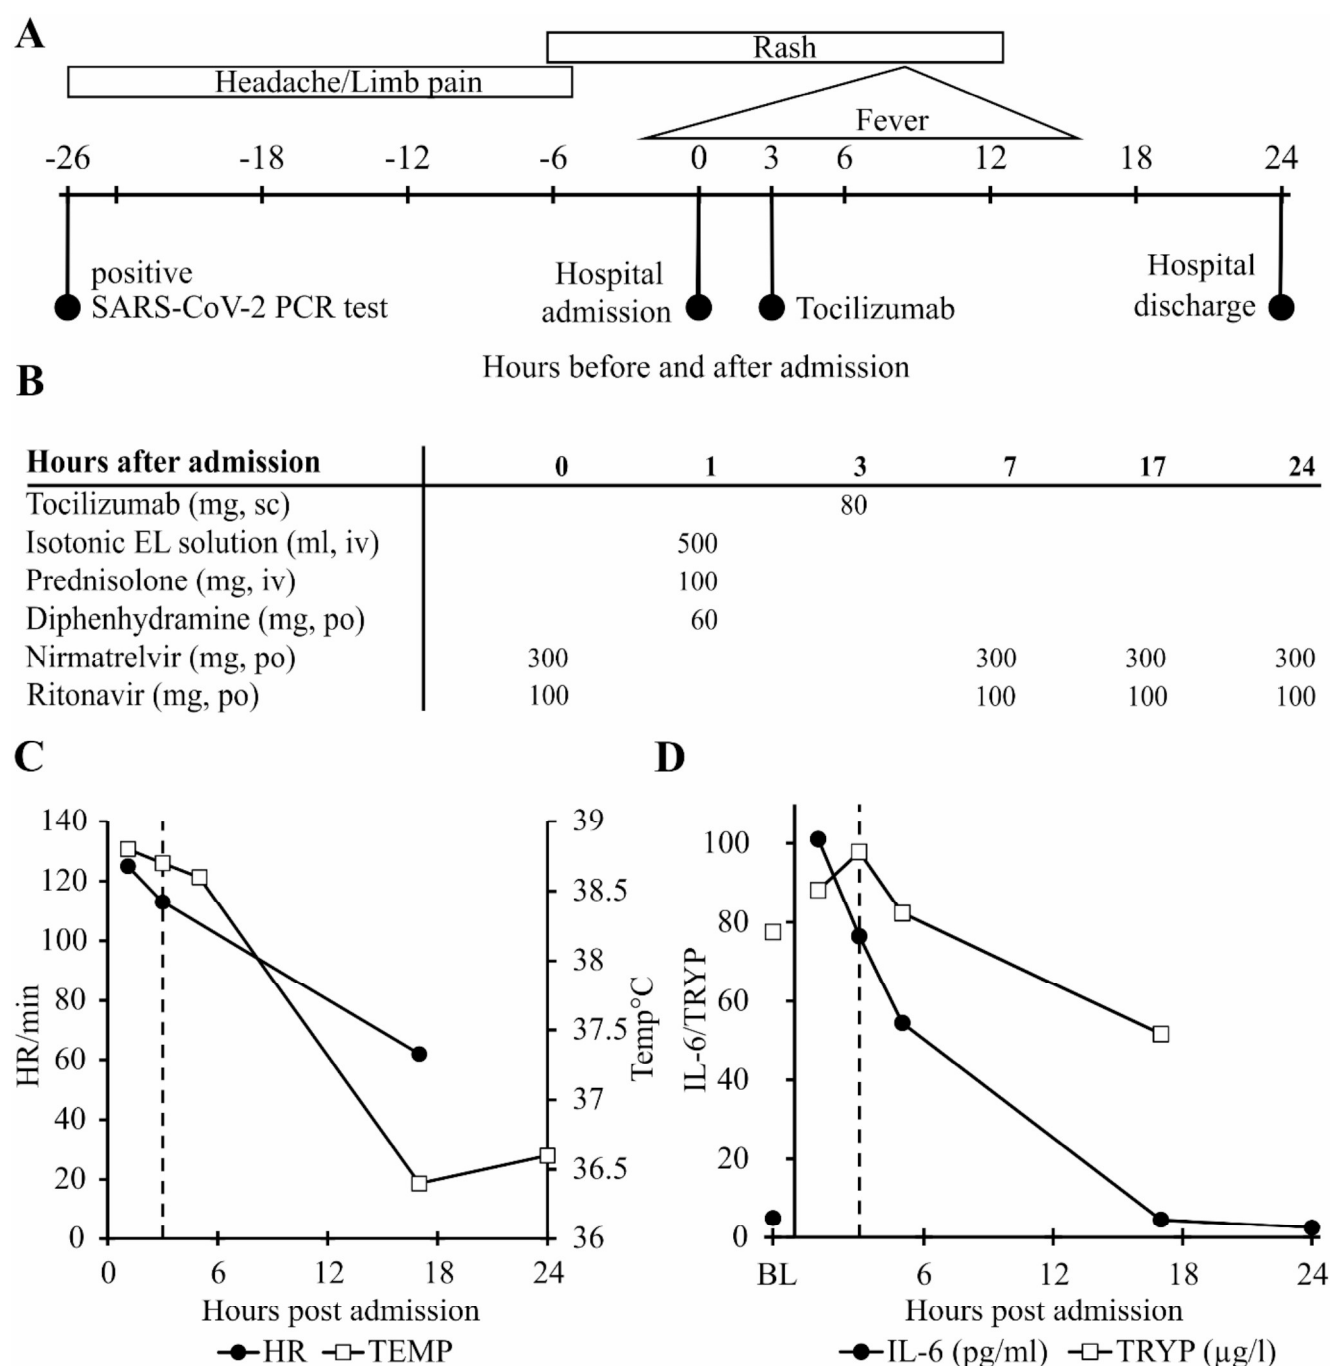 A
Rash
Headache/Limb pain
Fever
-26 -18 -12 -6 0 3 6 12 18 24
positive
SARS-CoV-2 PCR test
Hospital
admission
Tocilizumab
Hospital
discharge
Hours before and after admission
B
Hours after admission 0 1 3 7 17 24
Tocilizumab (mg, sc) 80
Isotonic EL solution (ml, iv) 500
Prednisolone (mg, iv) 100
Diphenhydramine (mg, po) 60
Nirmatrelvir (mg, po) 300 300 300 300
Ritonavir (mg, po) 100 100 100 100
C
HR/min
140
120
100
80
60
40
20
0
39
38.5
38
37.5
37
36.5
36
Temp°C
0 6 12 18 24
Hours post admission
HR TEMP
D
IL-6/TRYP
100
80
60
40
20
0
BL 6 12 18 24
Hours post admission
IL-6 (pg/ml) TRYP (µg/l)